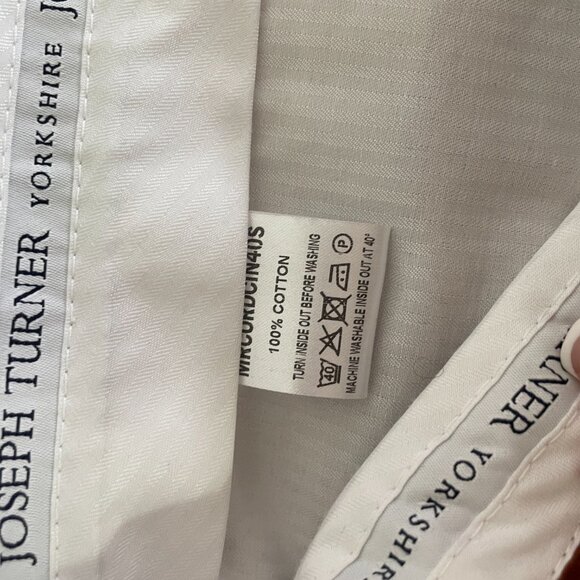 JOSEPH TURNER YORKSHIRE JO
MRCORDCIN40S
100% COTTON
TURN INSIDE OUT BEFORE WASHING
40 P
MACHINE WASHABLE INSIDE OUT AT 40°
RNER YORKSHIRE